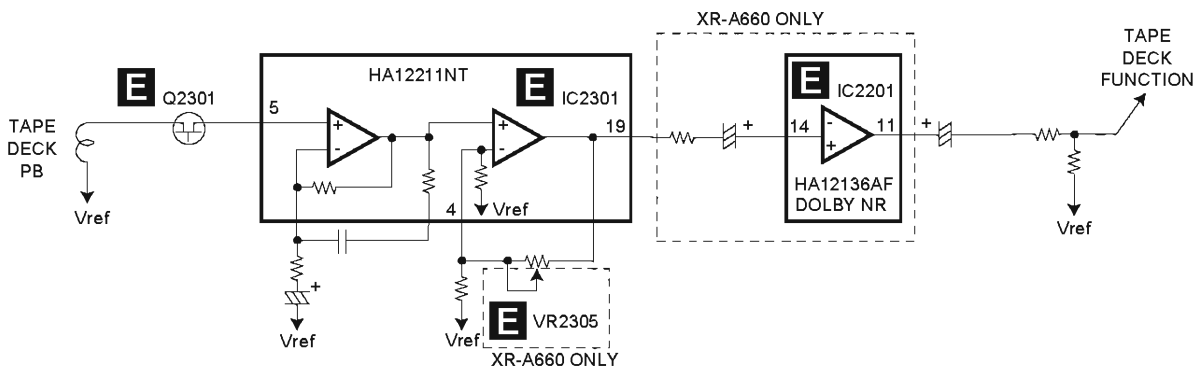 XR-A660 ONLY
TAPE
DECK
FUNCTION
E
Q2301
HA12211NT
E
IC2301
E
IC2201
TAPE
DECK
PB
5
+
-
+
-
19
+
14
-
+
11
+
HA12136AF
DOLBY NR
Vref
4
Vref
Vref
+
Vref
Vref
E
VR2305
XR-A660 ONLY